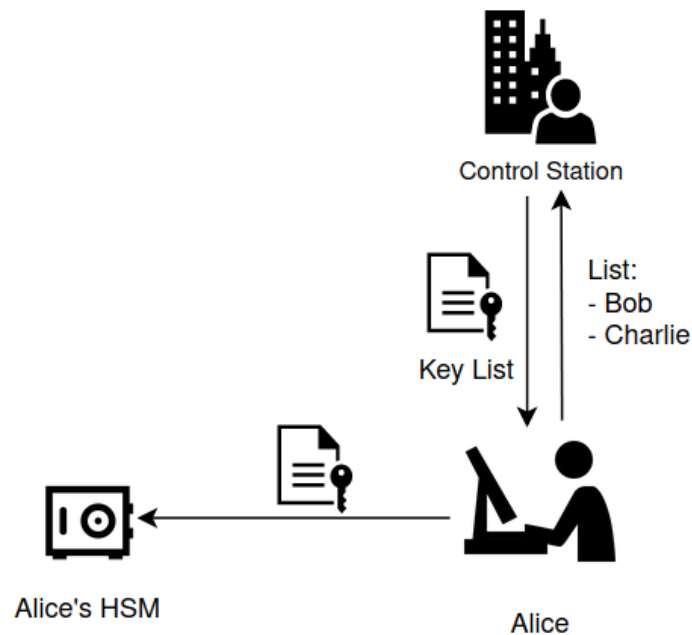 Control Station
List:
- Bob
- Charlie
Key List
Alice's HSM
Alice